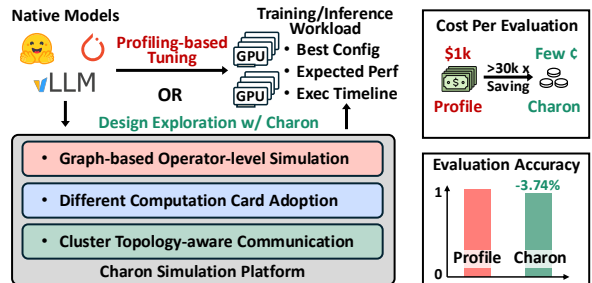 Native Models
vLLM
Profiling-based
Tuning
OR
Design Exploration w/ Charon
Training/Inference
Workload
GPU
GPU
• Best Config
• Expected Perf
• Exec Timeline
• Graph-based Operator-level Simulation
• Different Computation Card Adoption
• Cluster Topology-aware Communication
Charon Simulation Platform
Cost Per Evaluation
$1k
Few ¢
>30k x
Saving
Profile
Charon
Evaluation Accuracy
-3.74%
1
Profile
Charon
0